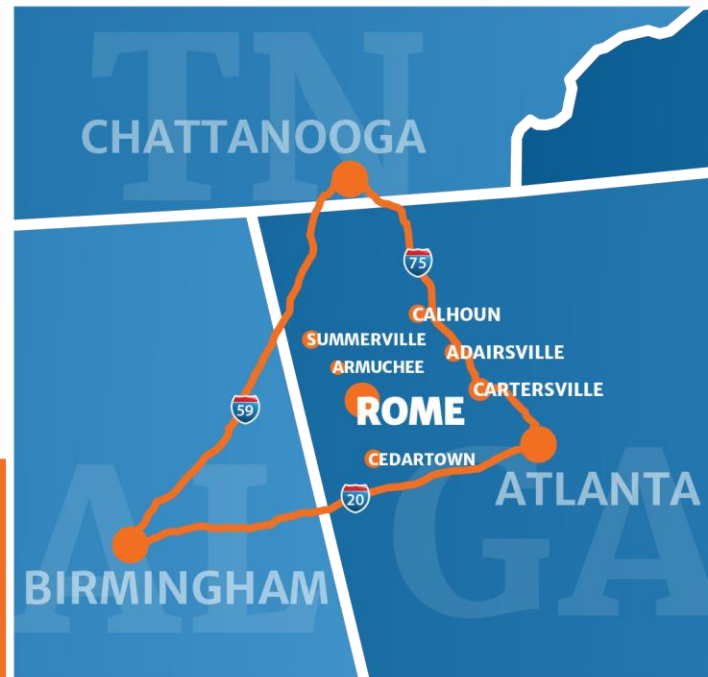 TN
CHATTANOOGA
75
CALHOUN
SUMMERVILLE
ADAIRSVILLE
ARMUCHEE
CARTERSVILLE
59
ROME
CEDARTOWN
ATLANTA
20
AL
GA
BIRMINGHAM